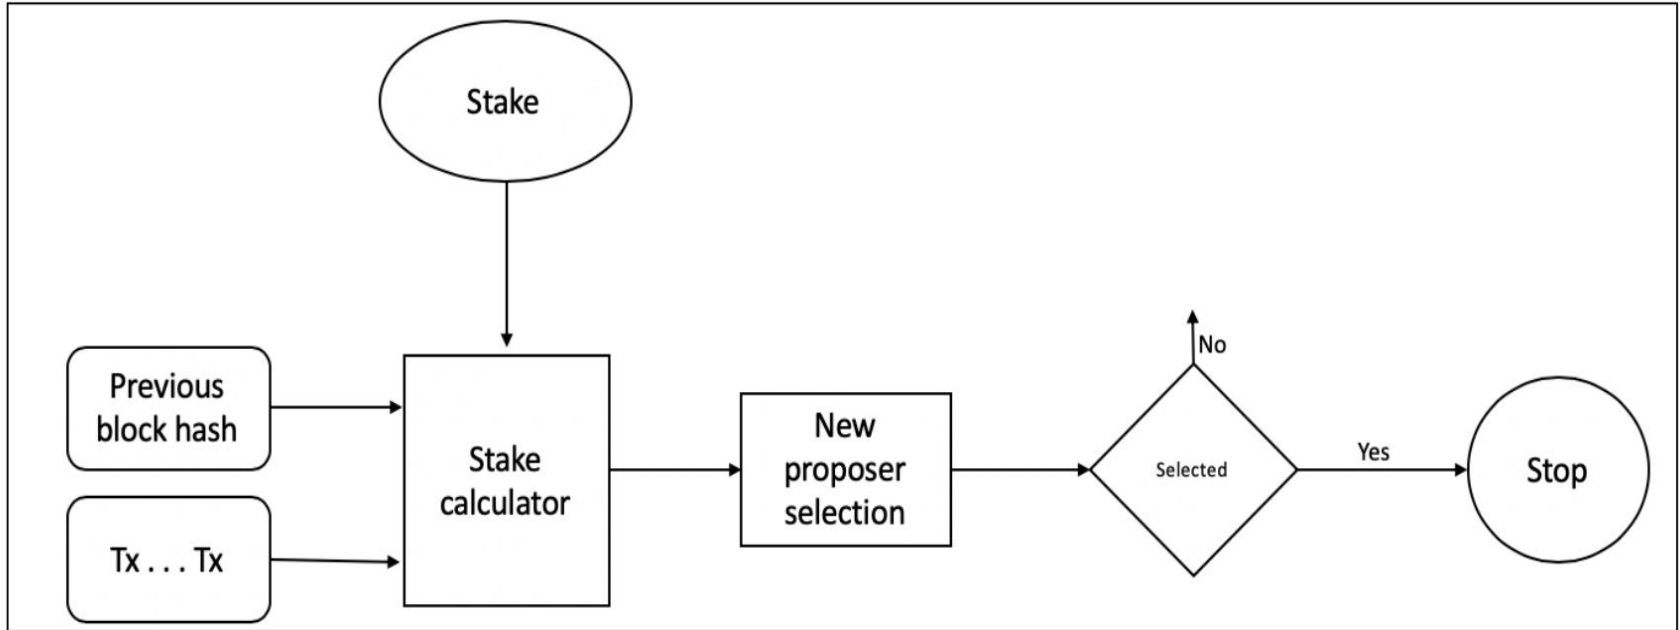 Stake
Previous
block hash
Tx . . . Tx
Stake
calculator
New
proposer
selection
Selected
No
Yes
Stop